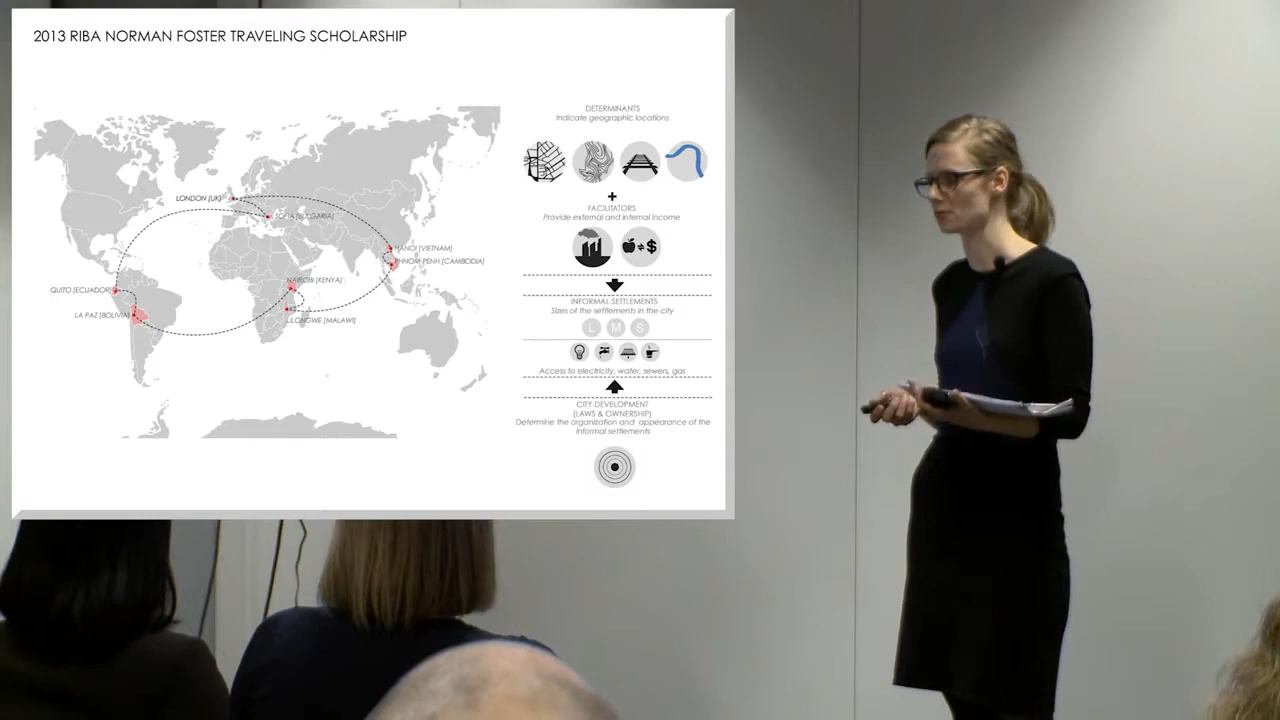 2013 RIBA NORMAN FOSTER TRAVELING SCHOLARSHIP
LONDON [UK]
SOFIA [BULGARIA]
HANOI [VIETNAM]
PHNOM PENH [CAMBODIA]
NAIROBI [KENYA]
QUITO [ECUADOR]
LA PAZ [BOLIVIA]
LILONGWE [MALAWI]
DETERMINANTS
Indicate geographic locations
+
FACILITATORS
Provide external and internal income
$
INFORMAL SETTLEMENTS
Sizes of the settlements in the city
L M S
Access to electricity, water, sewers, gas
CITY DEVELOPMENT
(LAWS & OWNERSHIP)
Determine the organization and appearance of the
informal settlements